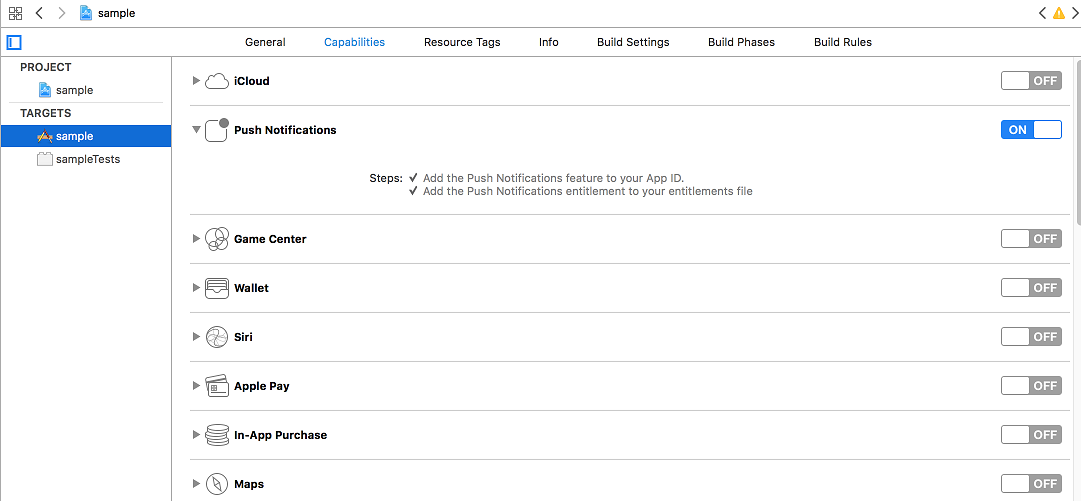 sample
General Capabilities Resource Tags Info Build Settings Build Phases Build Rules
PROJECT
sample
TARGETS
sample
sampleTests
iCloud OFF
Push Notifications ON
Steps: ✓ Add the Push Notifications feature to your App ID.
✓ Add the Push Notifications entitlement to your entitlements file
Game Center OFF
Wallet OFF
Siri OFF
Apple Pay OFF
In-App Purchase OFF
Maps OFF